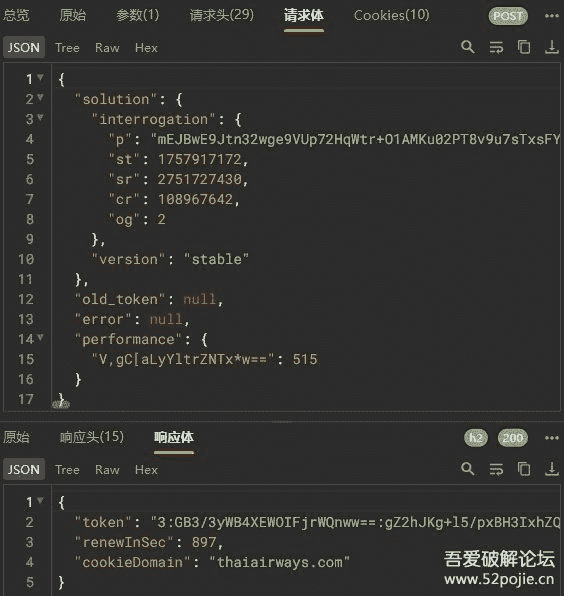 总览 原始 参数(1) 请求头(29) 请求体 Cookies(10) POST
JSON Tree Raw Hex
1 {
2 "solution": {
3 "interrogation": {
4 "p": "mEJBwE9Jtn32wge9VUp72HqWtr+O1AMKu02PT8v9u7sTxsFY
5 "st": 1757917172,
6 "sr": 2751727430,
7 "cr": 108967642,
8 "og": 2
9 },
10 "version": "stable"
11 },
12 "old_token": null,
13 "error": null,
14 "performance": {
15 "V,gC[aLyYltrZNTx*w==": 515
16 }
17 }
原始 响应头(15) 响应体 h2 200
JSON Tree Raw Hex
1 {
2 "token": "3:GB3/3yWB4XEWOIFjrWQnww==:gZ2hJKg+l5/pxBH3IxhZQ
3 "renewInSec": 897,
4 "cookieDomain": "thaiairways.com"
5 }
吾爱破解论坛
www.52pojie.cn